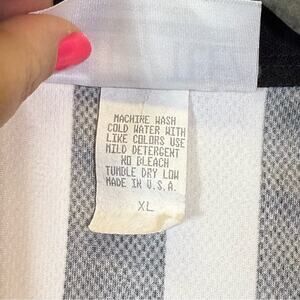 MACHINE WASH
COLD WATER WITH
LIKE COLORS USE
MILD DETERGENT
NO BLEACH
TUMBLE DRY LOW
MADE IN U.S.A.
XL